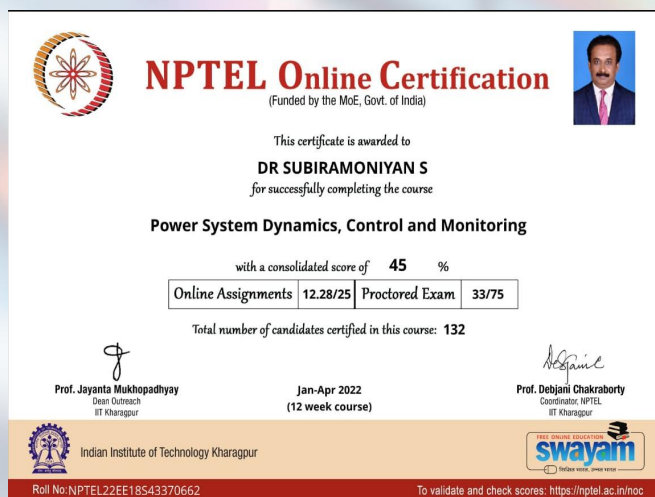 NPTEL Online Certification
(Funded by the MoE, Govt. of India)
This certificate is awarded to
DR SUBIRAMONIYAN S
for successfully completing the course
Power System Dynamics, Control and Monitoring
with a consolidated score of 45 %
Online Assignments 12.28/25 Proctored Exam 33/75
Total number of candidates certified in this course: 132
Prof. Jayanta Mukhopadhyay
Dean Outreach
IIT Kharagpur
Jan-Apr 2022
(12 week course)
Prof. Debjani Chakraborty
Coordinator, NPTEL
IIT Kharagpur
Indian Institute of Technology Kharagpur
FREE ONLINE EDUCATION
swayam
शिक्षित भारत, उन्नत भारत
Roll No: NPTEL22EE18S43370662
To validate and check scores: https://nptel.ac.in/noc